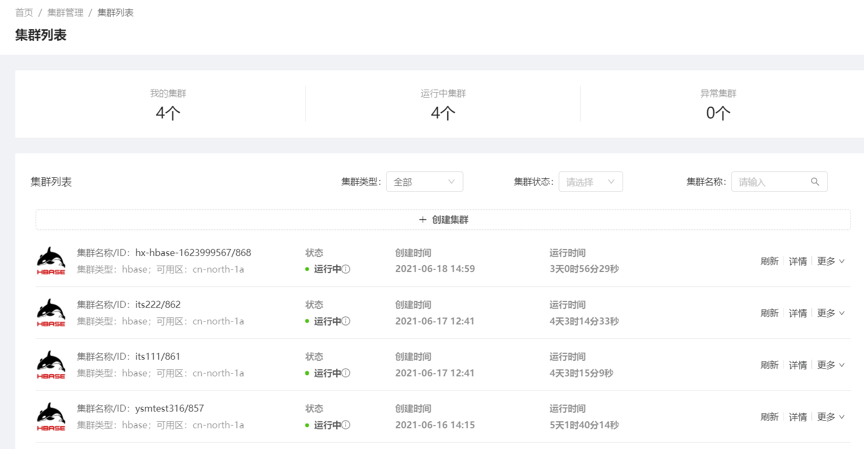 首页 / 集群管理 / 集群列表
集群列表
我的集群 运行中集群 异常集群
4个 4个 0个
集群列表 集群类型: 全部 集群状态: 请选择 集群名称: 请输入
+ 创建集群
集群名称/ID: hx-hbase-1623999567/868 状态 创建时间 运行时间
HBASE 集群类型: hbase; 可用区: cn-north-1a 运行中 2021-06-18 14:59 3天0时56分29秒 刷新 详情 更多
集群名称/ID: its222/862 状态 创建时间 运行时间
HBASE 集群类型: hbase; 可用区: cn-north-1a 运行中 2021-06-17 12:41 4天3时14分33秒 刷新 详情 更多
集群名称/ID: its111/861 状态 创建时间 运行时间
HBASE 集群类型: hbase; 可用区: cn-north-1a 运行中 2021-06-17 12:41 4天3时15分9秒 刷新 详情 更多
集群名称/ID: ysmtest316/857 状态 创建时间 运行时间
HBASE 集群类型: hbase; 可用区: cn-north-1a 运行中 2021-06-16 14:15 5天1时40分14秒 刷新 详情 更多